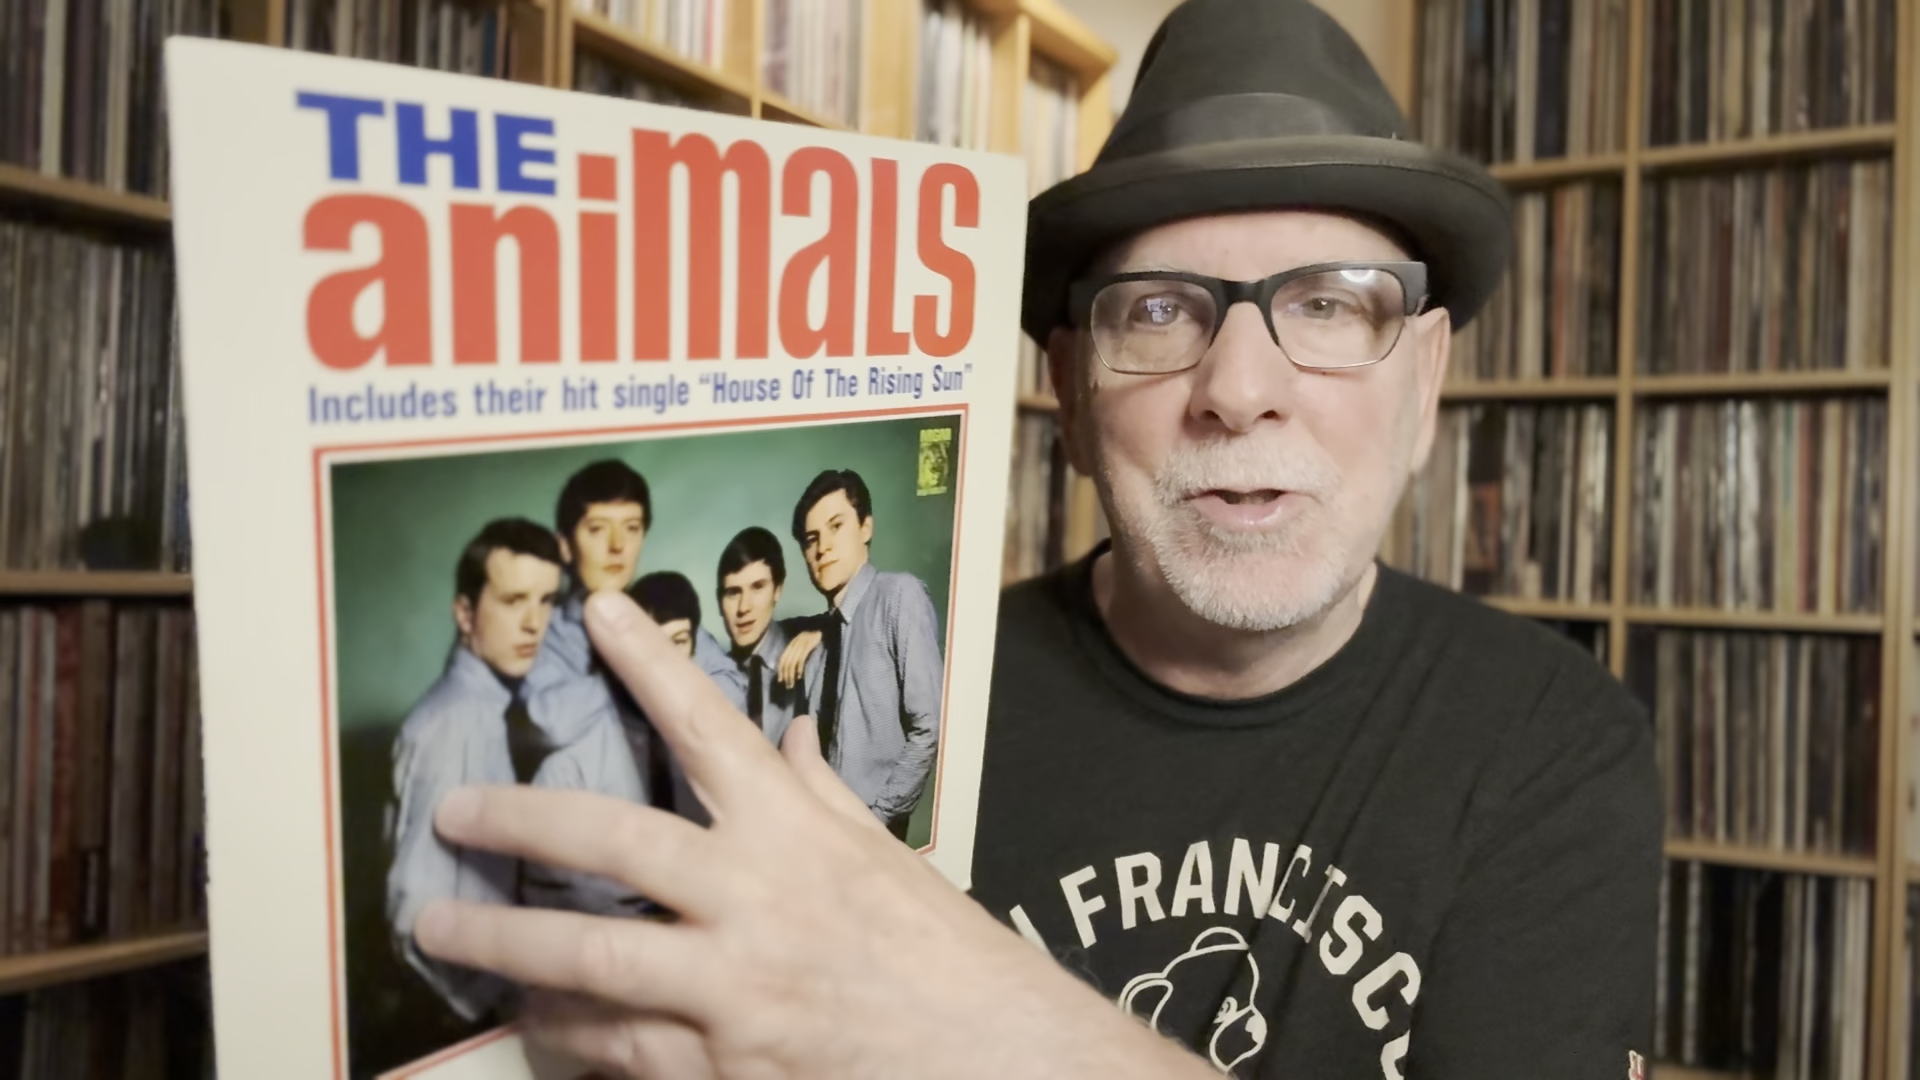 THE
animals
Includes their hit single "House Of The Rising Sun"
FRANCISCO